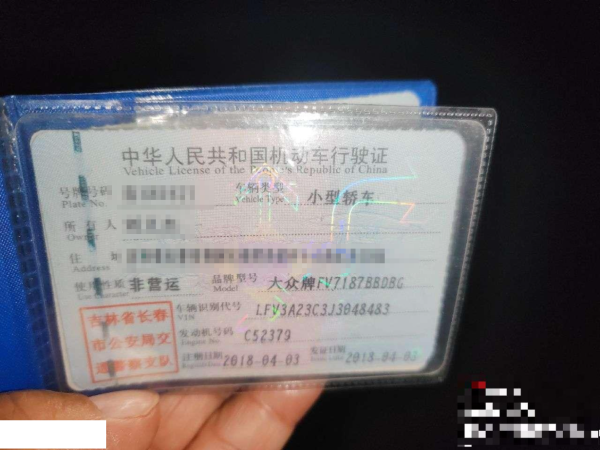 中华人民共和国机动车行驶证
Vehicle License of the People's Republic of China
号牌号码 Plate No. 车辆类型 Vehicle Type 小型轿车
所有人 Owner
住址 Address
使用性质 Use Character 非营运 品牌型号 Model 大众牌FV7187BBDBG
车辆识别代号 VIN LFV3A23C3J3048483
发动机号码 Engine No. C52379
注册日期 2018-04-03 发证日期 2018-04-03
吉林省长春
市公安局交
通警察支队